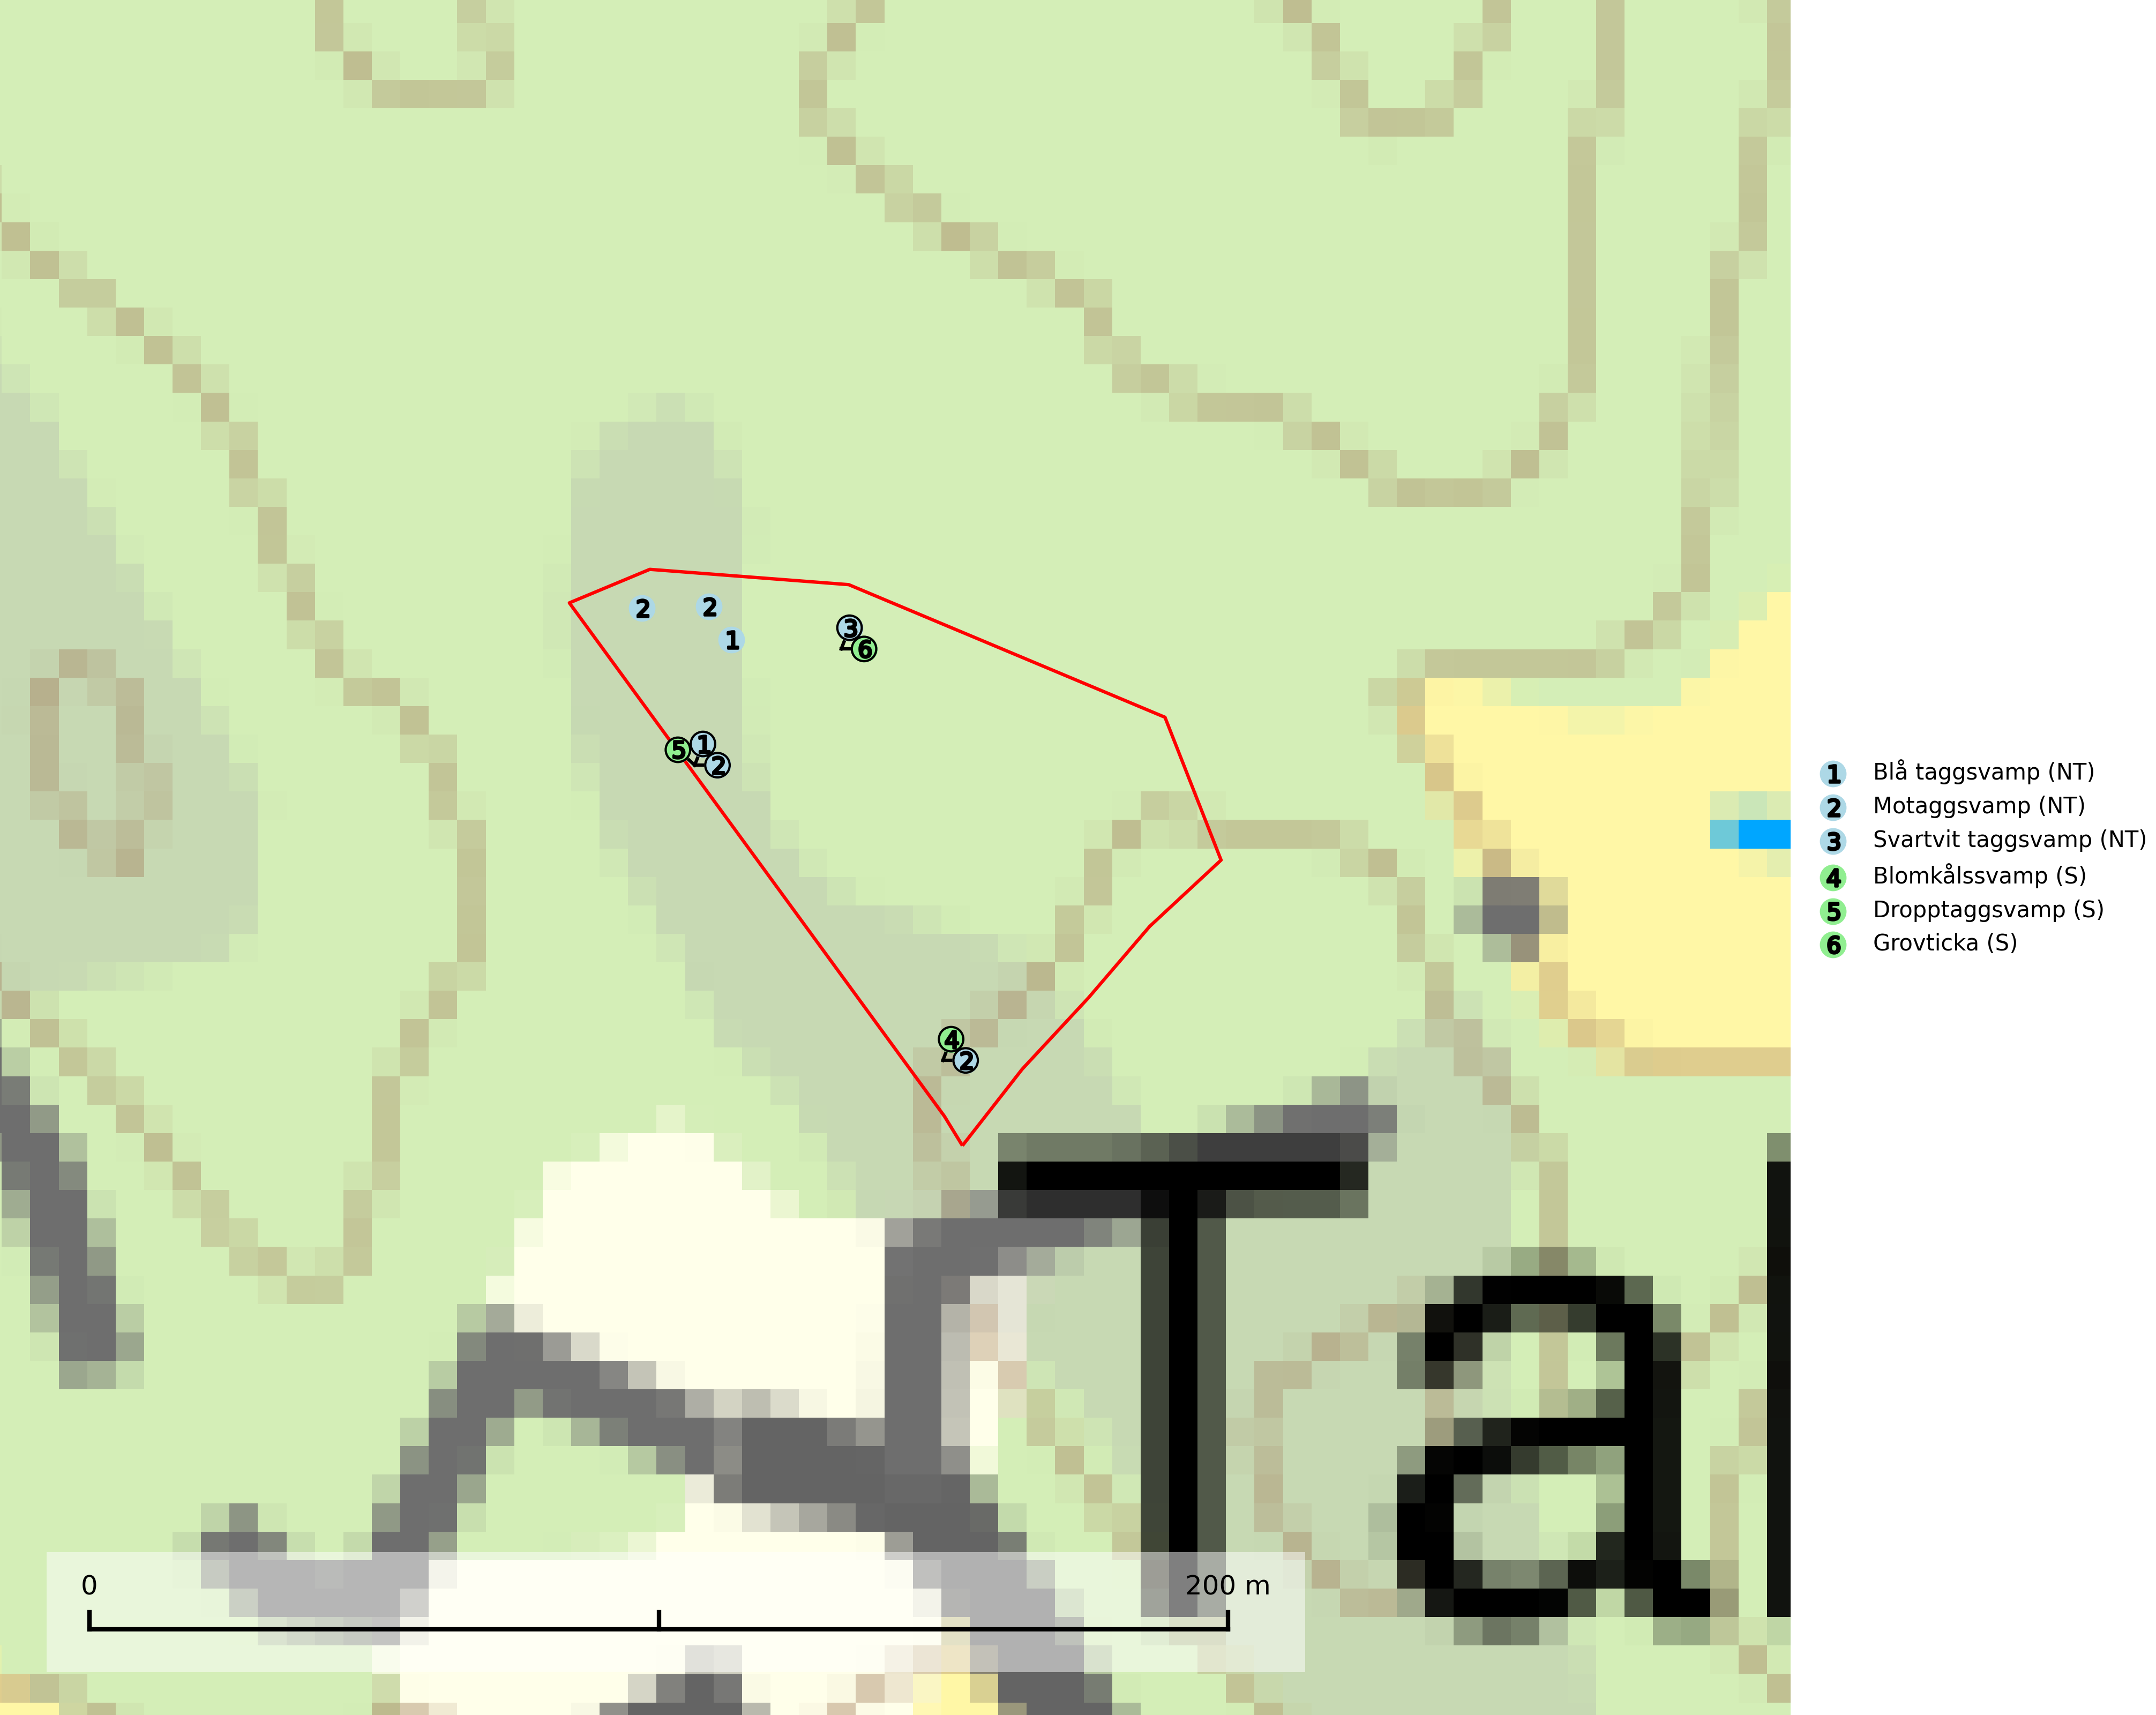 2
2
1
3
6
5
1
2
4
2
Ta
0
200 m
1 Blå taggsvamp (NT)
2 Motaggsvamp (NT)
3 Svartvit taggsvamp (NT)
4 Blomkålssvamp (S)
5 Dropptaggsvamp (S)
6 Grovticka (S)